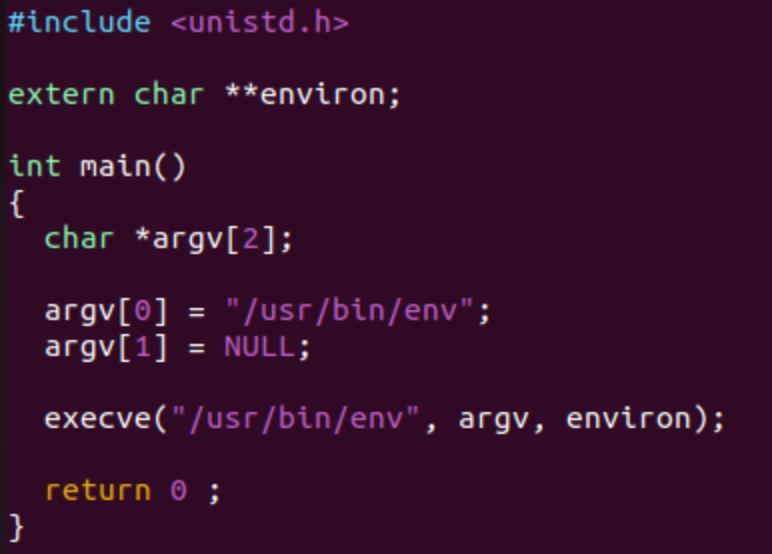 #include <unistd.h>
extern char **environ;
int main()
{
char *argv[2];
argv[0] = "/usr/bin/env";
argv[1] = NULL;
execve("/usr/bin/env", argv, environ);
return 0 ;
}